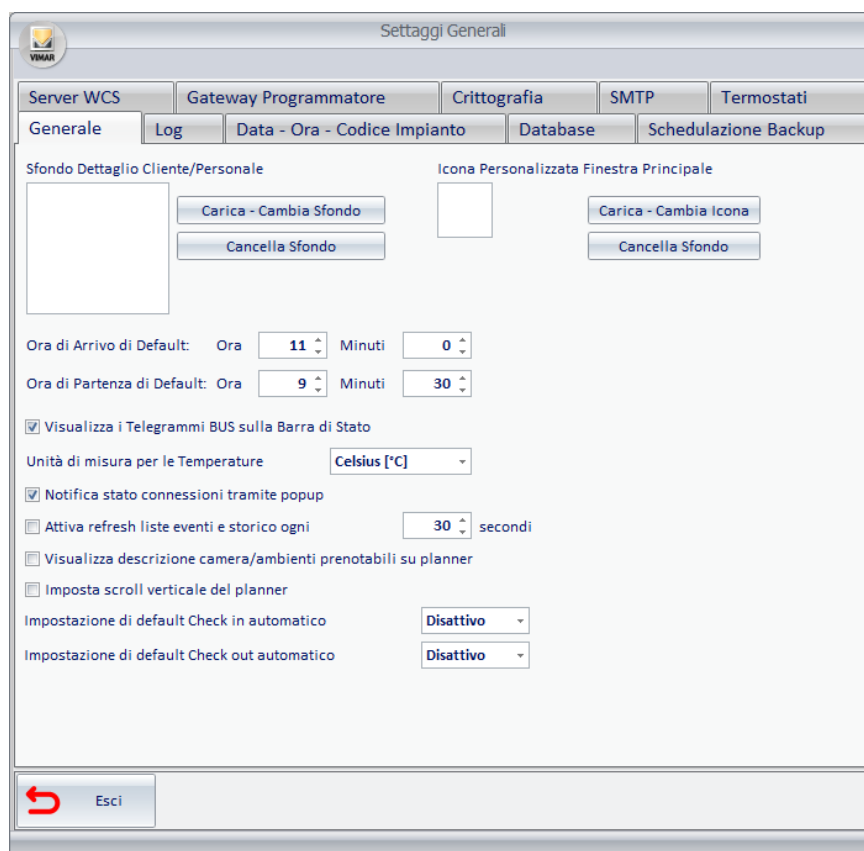 Settaggi Generali
VIMAR
Server WCS Gateway Programmatore Crittografia SMTP Termostati
Generale Log Data - Ora - Codice Impianto Database Schedulazione Backup
Sfondo Dettaglio Cliente/Personale Icona Personalizzata Finestra Principale
Carica - Cambia Sfondo Carica - Cambia Icona
Cancella Sfondo Cancella Sfondo
Ora di Arrivo di Default: Ora 11 Minuti 0
Ora di Partenza di Default: Ora 9 Minuti 30
Visualizza i Telegrammi BUS sulla Barra di Stato
Unità di misura per le Temperature Celsius [°C]
Notifica stato connessioni tramite popup
Attiva refresh liste eventi e storico ogni 30 secondi
Visualizza descrizione camera/ambienti prenotabili su planner
Imposta scroll verticale del planner
Impostazione di default Check in automatico Disattivo
Impostazione di default Check out automatico Disattivo
Esci